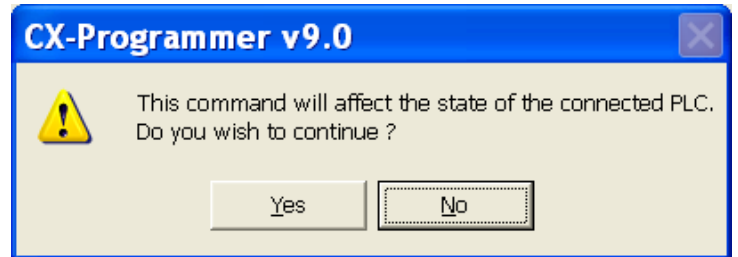 CX-Programmer v9.0
This command will affect the state of the connected PLC.
Do you wish to continue ?
Yes
No